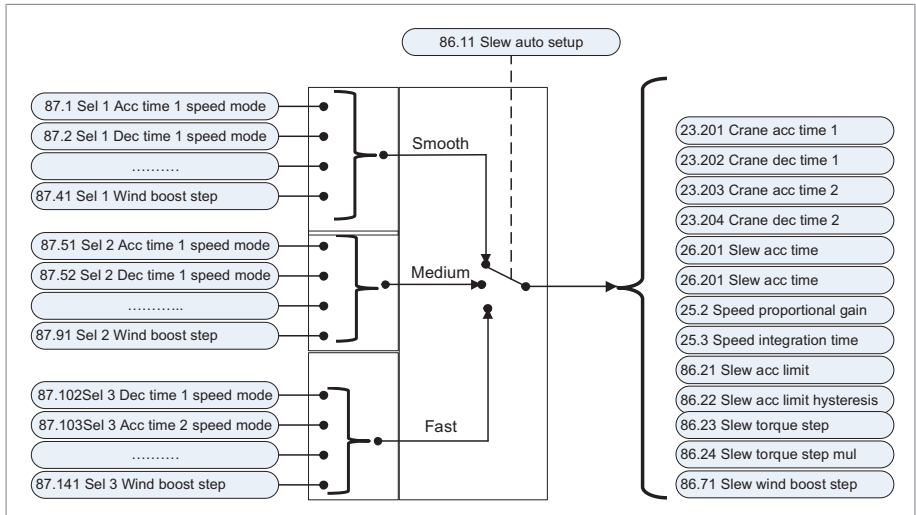 86.11 Slew auto setup
87.1 Sel 1 Acc time 1 speed mode
87.2 Sel 1 Dec time 1 speed mode
..........
87.41 Sel 1 Wind boost step
Smooth
87.51 Sel 2 Acc time 1 speed mode
87.52 Sel 2 Dec time 1 speed mode
...........
87.91 Sel 2 Wind boost step
Medium
87.102Sel 3 Dec time 1 speed mode
87.103Sel 3 Acc time 2 speed mode
..........
87.141 Sel 3 Wind boost step
Fast
23.201 Crane acc time 1
23.202 Crane dec time 1
23.203 Crane acc time 2
23.204 Crane dec time 2
26.201 Slew acc time
26.201 Slew acc time
25.2 Speed proportional gain
25.3 Speed integration time
86.21 Slew acc limit
86.22 Slew acc limit hysteresis
86.23 Slew torque step
86.24 Slew torque step mul
86.71 Slew wind boost step